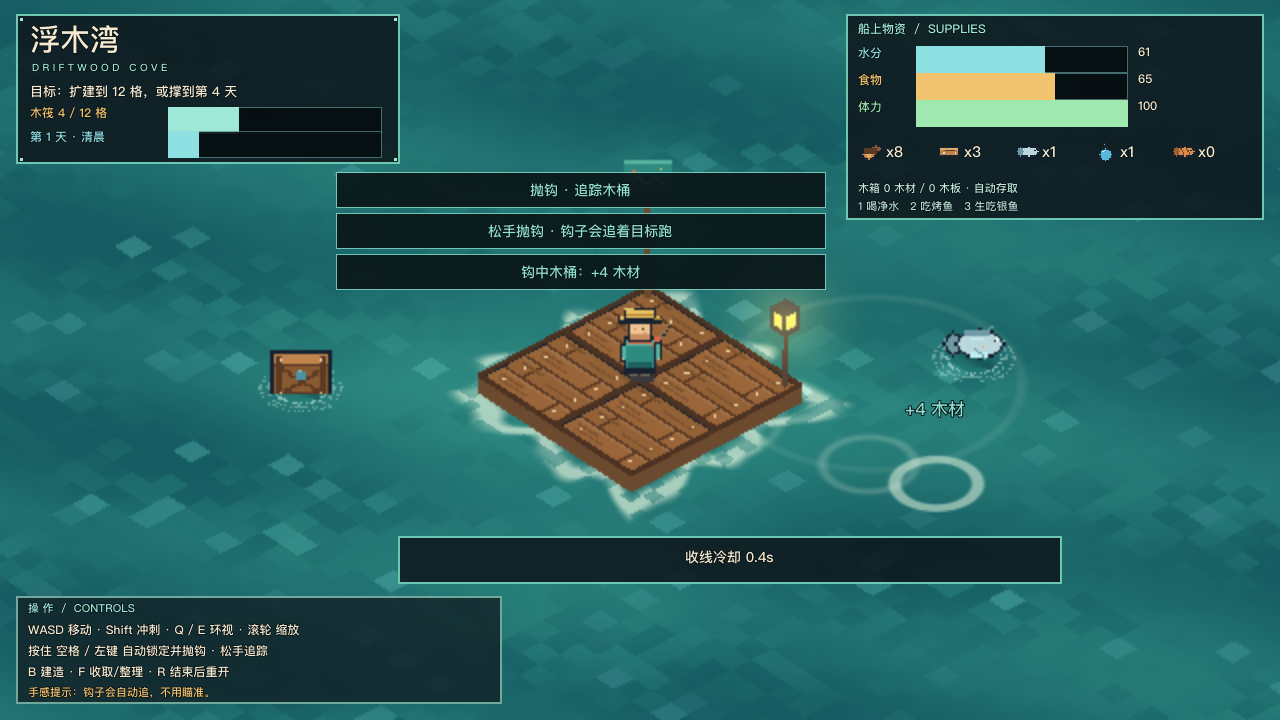 浮木湾
DRIFTWOOD COVE
目标：扩建到 12 格，或撑到第 4 天
木筏 4 / 12 格
第 1 天 · 清晨
船上物资 / SUPPLIES
水分 61
食物 65
体力 100
x8 x3 x1 x1 x0
木箱 0 木材 / 0 木板 · 自动存取
1 喝净水 2 吃烤鱼 3 生吃银鱼
抛钩 · 追踪木桶
松手抛钩 · 钩子会追着目标跑
钩中木桶：+4 木材
+4 木材
收线冷却 0.4s
操作 / CONTROLS
WASD 移动 · Shift 冲刺 · Q / E 环视 · 滚轮 缩放
按住 空格 / 左键 自动锁定并抛钩 · 松手追踪
B 建造 · F 收取/整理 · R 结束后重开
手感提示：钩子会自动追，不用瞄准。